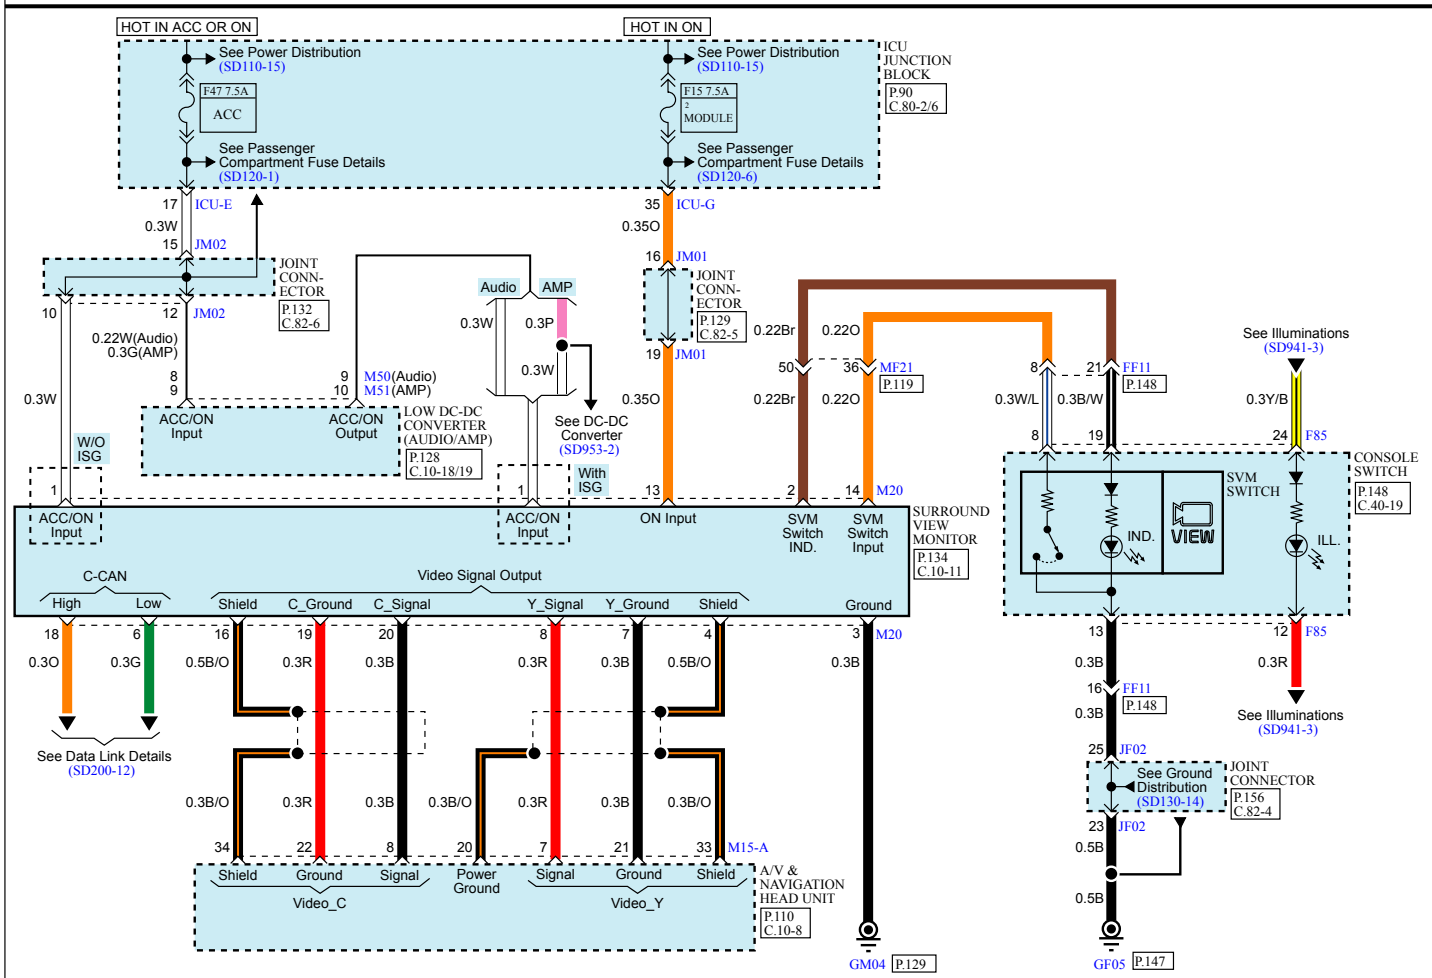 HOT IN ACC OR ON
HOT IN ON
See Power Distribution
(SD110-15)
F47 7.5A
ACC
See Passenger
Compartment Fuse Details
(SD120-1)
See Power Distribution
(SD110-15)
F15 7.5A
2
MODULE
See Passenger
Compartment Fuse Details
(SD120-6)
ICU
JUNCTION
BLOCK
P.90
C.80-2/6
17 ICU-E
0.3W
15 JM02
35 ICU-G
0.35O
16 JM01
JOINT
CONN-
ECTOR
P.132
C.82-6
10
12 JM02
0.22W(Audio)
0.3G(AMP)
8
9
9 M50(Audio)
10 M51(AMP)
0.3W
ACC/ON
Input
ACC/ON
Output
LOW DC-DC
CONVERTER
(AUDIO/AMP)
P.128
C.10-18/19
Audio
AMP
0.3W
0.3P
0.3W
See DC-DC
Converter
(SD953-2)
JOINT
CONN-
ECTOR
P.129
C.82-5
19 JM01
0.35O
0.22Br
0.22O
50
36 MF21
P.119
0.22Br
0.22O
8
21 FF11
P.148
0.3W/L
0.3B/W
8
19
See Illuminations
(SD941-3)
0.3Y/B
24 F85
W/O
ISG
With
ISG
1
1
13
2
14 M20
ACC/ON
Input
ACC/ON
Input
ON Input
SVM
Switch
IND.
SVM
Switch
Input
SURROUND
VIEW
MONITOR
P.134
C.10-11
CONSOLE
SWITCH
P.148
C.40-19
SVM
SWITCH
VIEW
IND.
ILL.
C-CAN
High
Low
Video Signal Output
Shield
C_Ground
C_Signal
Y_Signal
Y_Ground
Shield
Ground
18
6
16
19
20
8
7
4
3 M20
0.3O
0.3G
0.5B/O
0.3R
0.3B
0.3R
0.3B
0.5B/O
0.3B
See Data Link Details
(SD200-12)
0.3B/O
0.3R
0.3B
0.3B/O
0.3R
0.3B
0.3B/O
34
22
8
20
7
21
33 M15-A
Shield
Ground
Signal
Power
Ground
Signal
Ground
Shield
Video_C
Video_Y
A/V &
NAVIGATION
HEAD UNIT
P.110
C.10-8
GM04 P.129
13
0.3B
16 FF11
P.148
0.3B
25 JF02
See Ground
Distribution
(SD130-14)
JOINT
CONNECTOR
P.156
C.82-4
23 JF02
0.5B
0.5B
GF05 P.147
12 F85
0.3R
See Illuminations
(SD941-3)